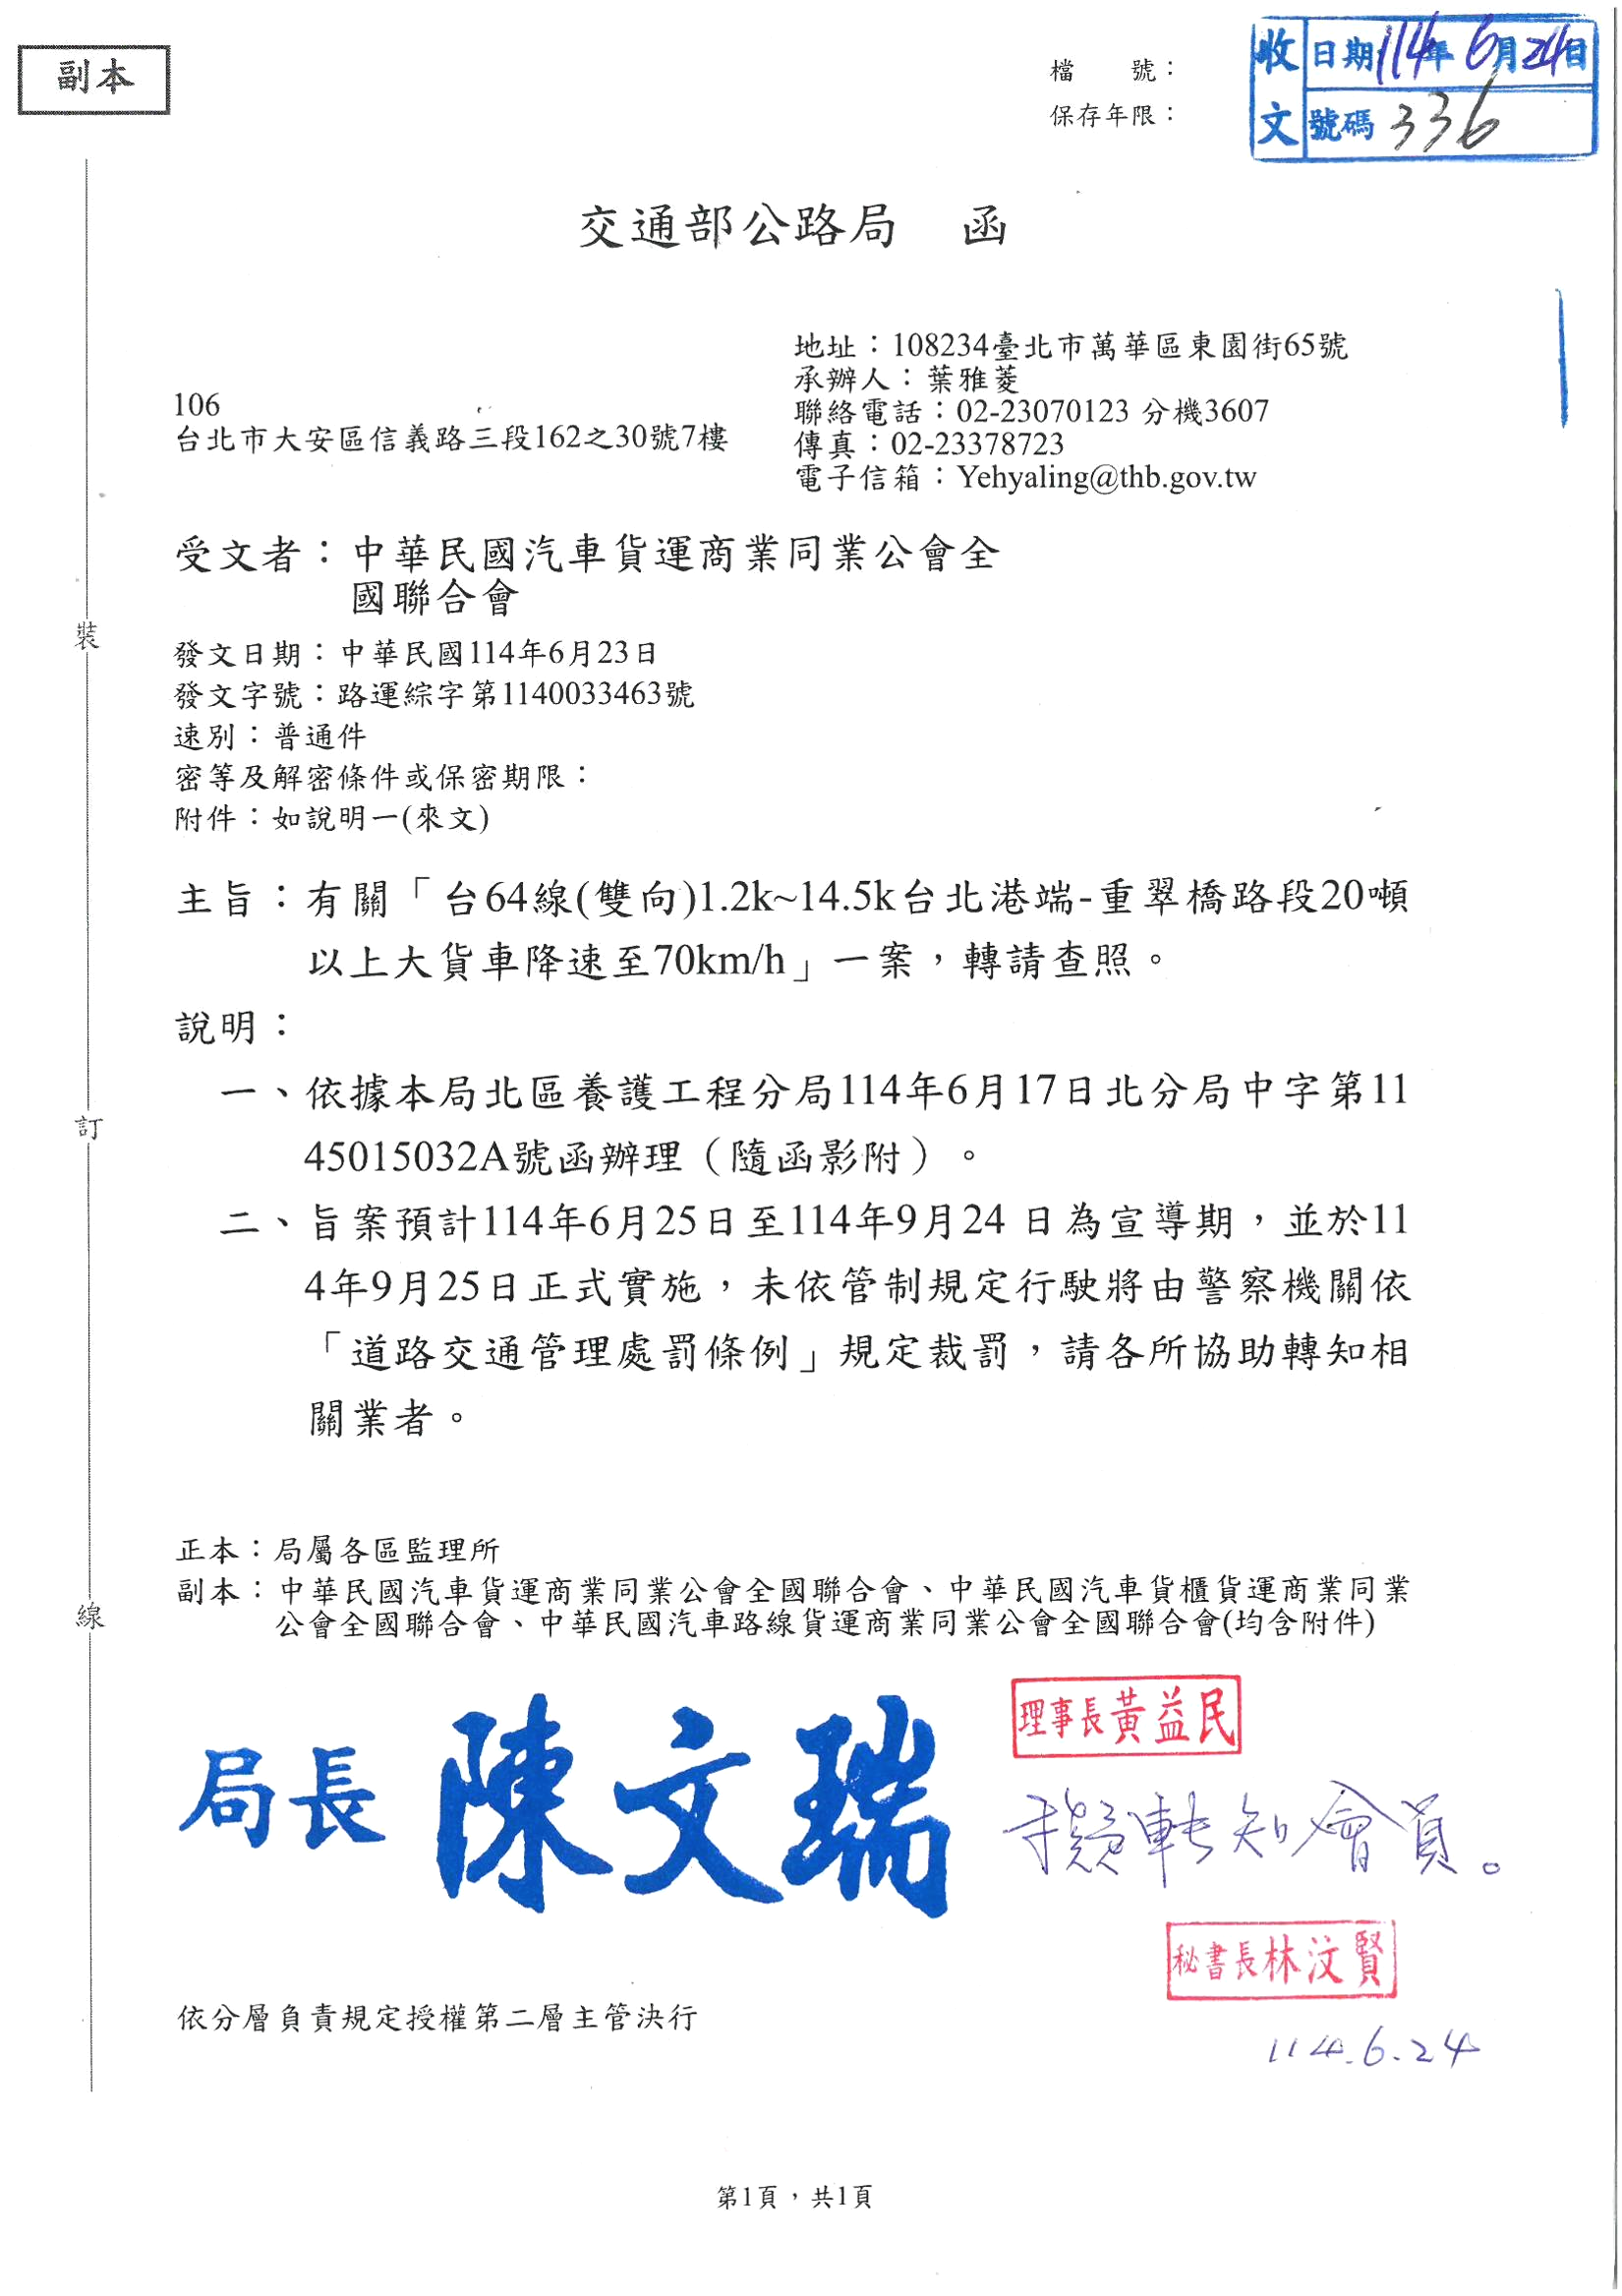 副本
檔　　號：
保存年限：
收文 日期114年6月24日
號碼 336
交通部公路局　函
地址：108234臺北市萬華區東園街65號
承辦人：葉雅菱
聯絡電話：02-23070123 分機3607
傳真：02-23378723
電子信箱：Yehyaling@thb.gov.tw
106
台北市大安區信義路三段162之30號7樓
受文者：中華民國汽車貨運商業同業公會全
國聯合會
發文日期：中華民國114年6月23日
發文字號：路運綜字第1140033463號
速別：普通件
密等及解密條件或保密期限：
附件：如說明一(來文)
主旨：有關「台64線(雙向)1.2k~14.5k台北港端-重翠橋路段20噸
以上大貨車降速至70km/h」一案，轉請查照。
說明：
一、依據本局北區養護工程分局114年6月17日北分局中字第11
45015032A號函辦理（隨函影附）。
二、旨案預計114年6月25日至114年9月24日為宣導期，並於11
4年9月25日正式實施，未依管制規定行駛將由警察機關依
「道路交通管理處罰條例」規定裁罰，請各所協助轉知相
關業者。
正本：局屬各區監理所
副本：中華民國汽車貨運商業同業公會全國聯合會、中華民國汽車貨櫃貨運商業同業
公會全國聯合會、中華民國汽車路線貨運商業同業公會全國聯合會(均含附件)
局長 陳文瑞
理事長黃益民
擬轉知會員。
秘書長林汶賢
114.6.24
依分層負責規定授權第二層主管決行
第1頁，共1頁
裝
訂
線